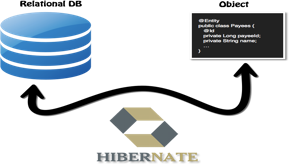 Relational DB
Object
@Entity
public class Payees {
@Id
private Long payeeId;
private String name;
...
}
HIBERNATE